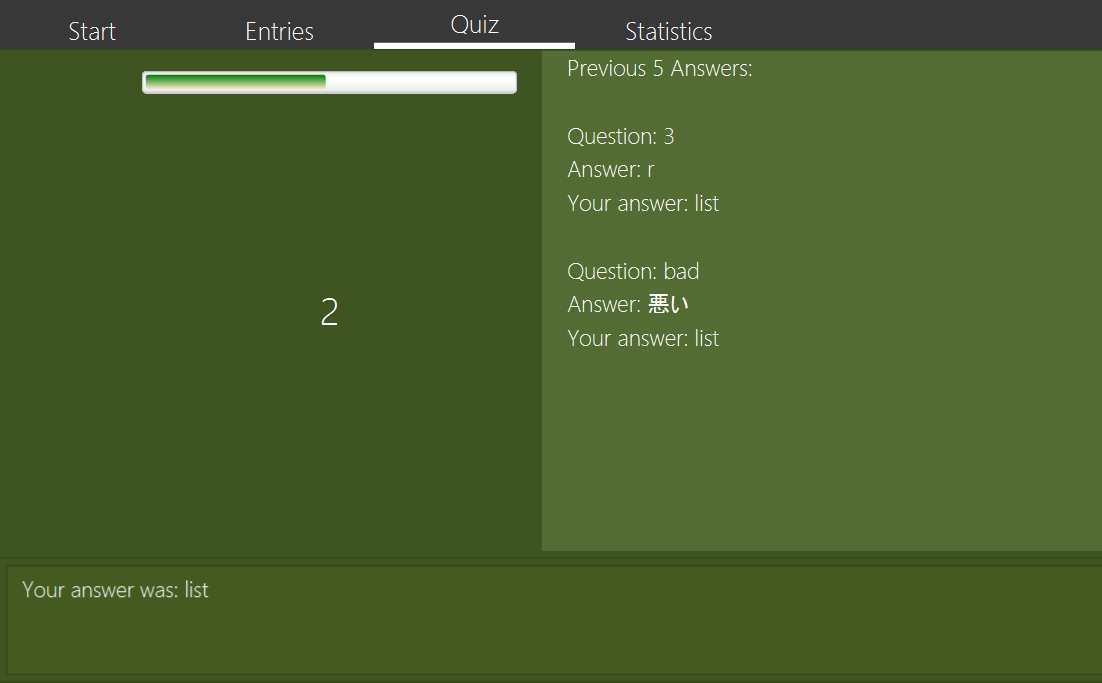 Start
Entries
Quiz
Statistics
Previous 5 Answers:
Question: 3
Answer: r
Your answer: list
Question: bad
Answer: 悪い
Your answer: list
2
Your answer was: list